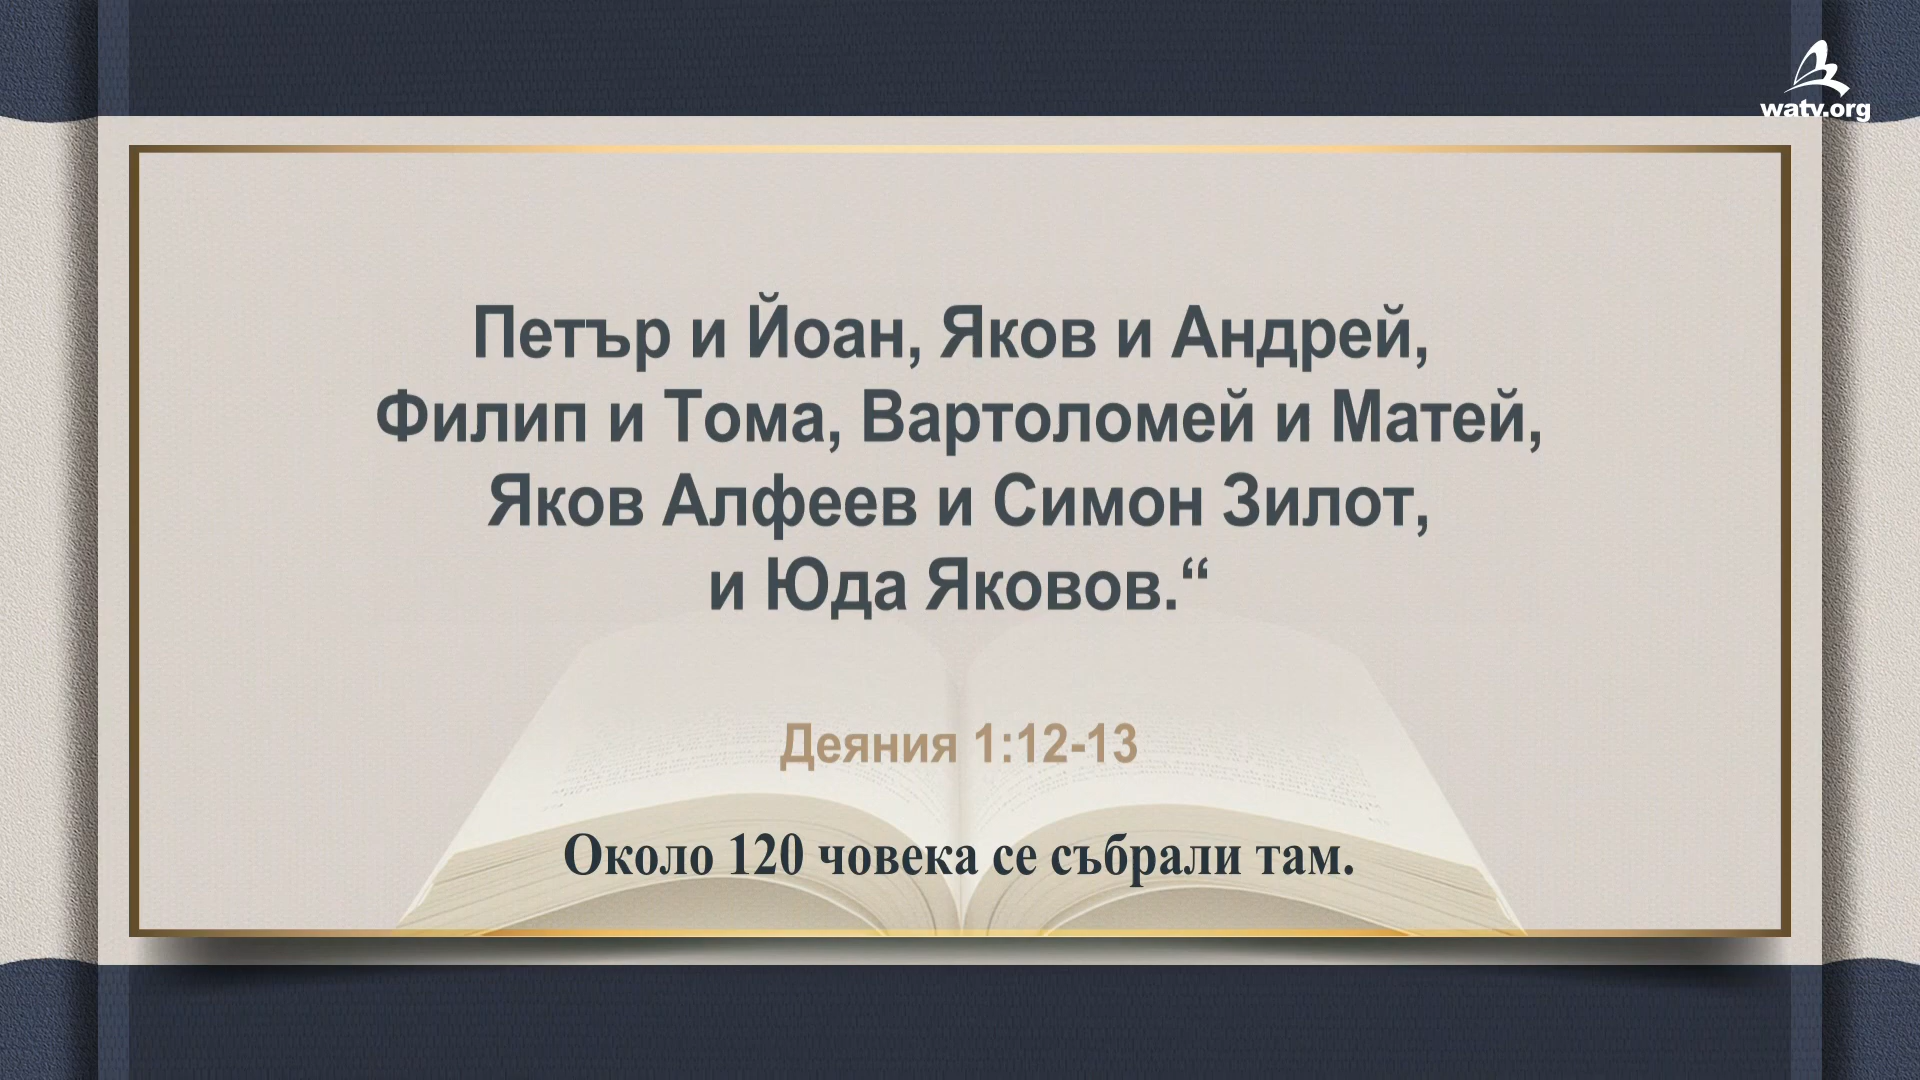 watv.org
Петър и Йоан, Яков и Андрей,
Филип и Тома, Вартоломей и Матей,
Яков Алфеев и Симон Зилот,
и Юда Яковов.“
Деяния 1:12-13
Около 120 човека се събрали там.